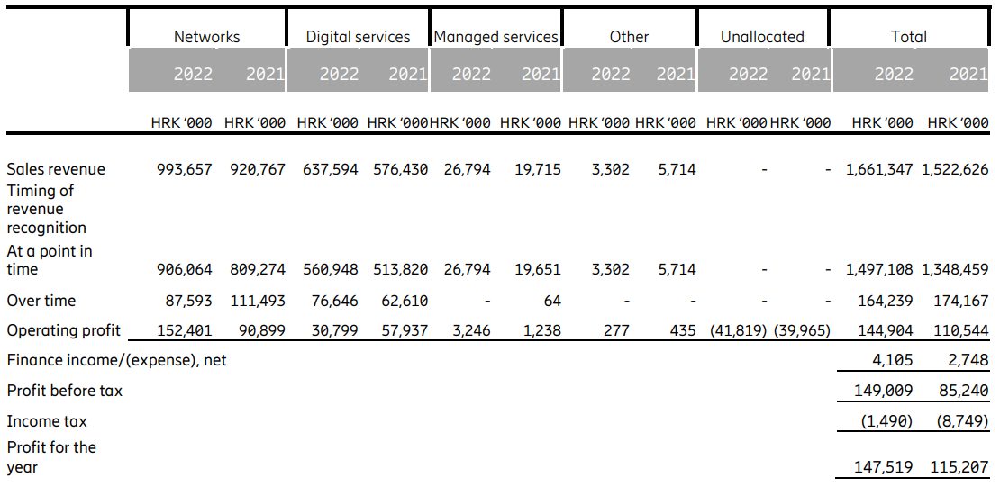 Networks Digital services Managed services Other Unallocated Total
2022 2021 2022 2021 2022 2021 2022 2021 2022 2021 2022 2021
HRK ‘000 HRK ‘000 HRK ‘000 HRK ‘000 HRK ‘000 HRK ‘000 HRK ‘000 HRK ‘000 HRK ‘000 HRK ‘000 HRK ‘000 HRK ‘000
Sales revenue 993,657 920,767 637,594 576,430 26,794 19,715 3,302 5,714 - - 1,661,347 1,522,626
Timing of
revenue
recognition
At a point in
time 906,064 809,274 560,948 513,820 26,794 19,651 3,302 5,714 - - 1,497,108 1,348,459
Over time 87,593 111,493 76,646 62,610 - 64 - - - - 164,239 174,167
Operating profit 152,401 90,899 30,799 57,937 3,246 1,238 277 435 (41,819) (39,965) 144,904 110,544
Finance income/(expense), net 4,105 2,748
Profit before tax 149,009 85,240
Income tax (1,490) (8,749)
Profit for the
year 147,519 115,207